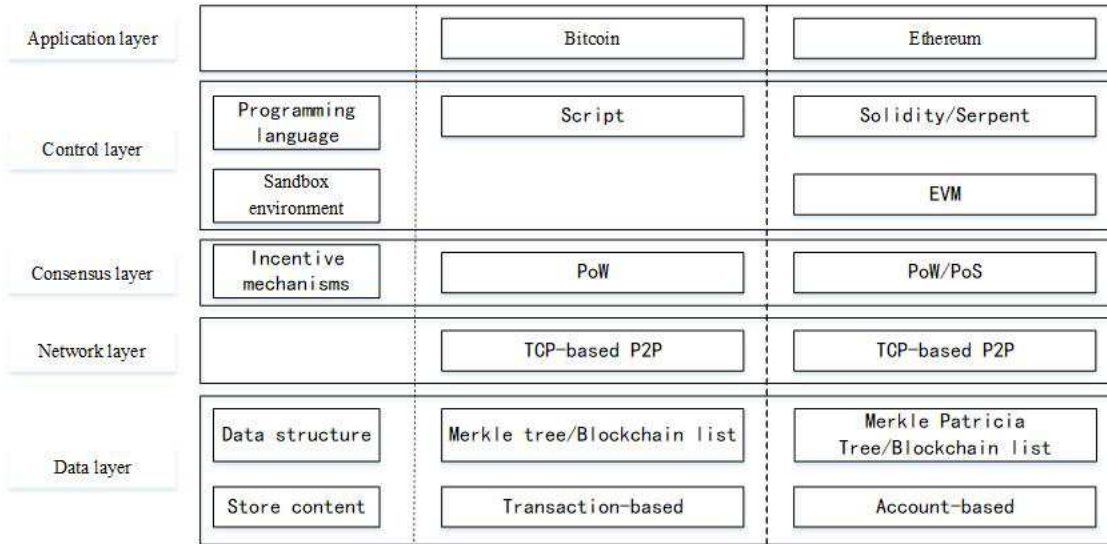 Application layer
Bitcoin
Ethereum
Control layer
Programming
language
Script
Solidity/Serpent
Sandbox
environment
EVM
Consensus layer
Incentive
mechanisms
PoW
PoW/PoS
Network layer
TCP-based P2P
TCP-based P2P
Data layer
Data structure
Merkle tree/Blockchain list
Merkle Patricia
Tree/Blockchain list
Store content
Transaction-based
Account-based